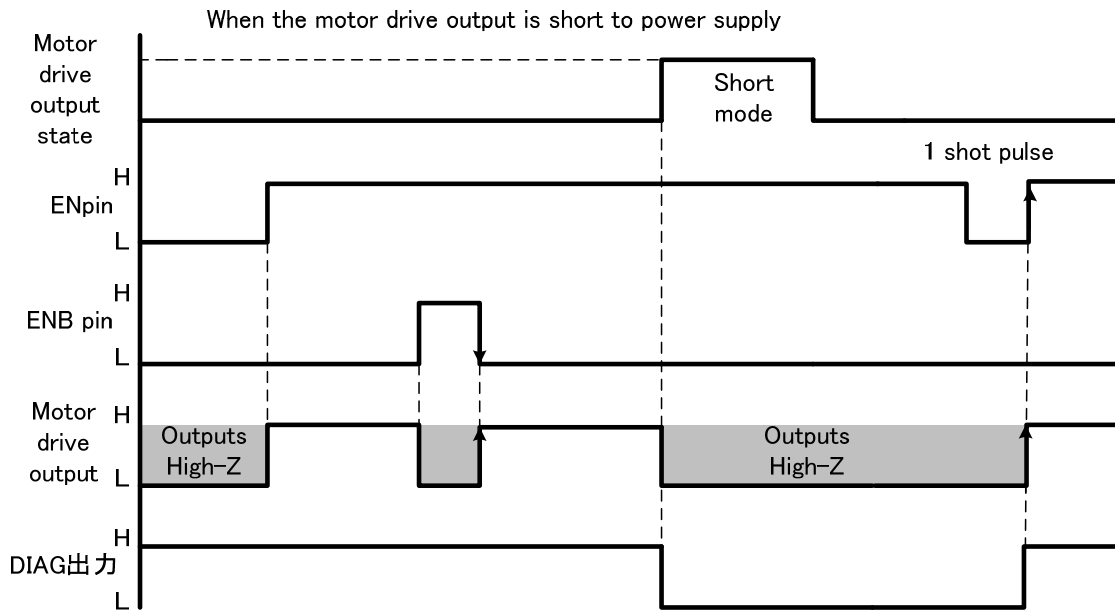 When the motor drive output is short to power supply
Motor
drive
output
state
Short
mode
1 shot pulse
H
ENpin
L
H
ENB pin
L
Motor
drive
output
H
L
Outputs
High-Z
Outputs
High-Z
H
DIAG出力
L